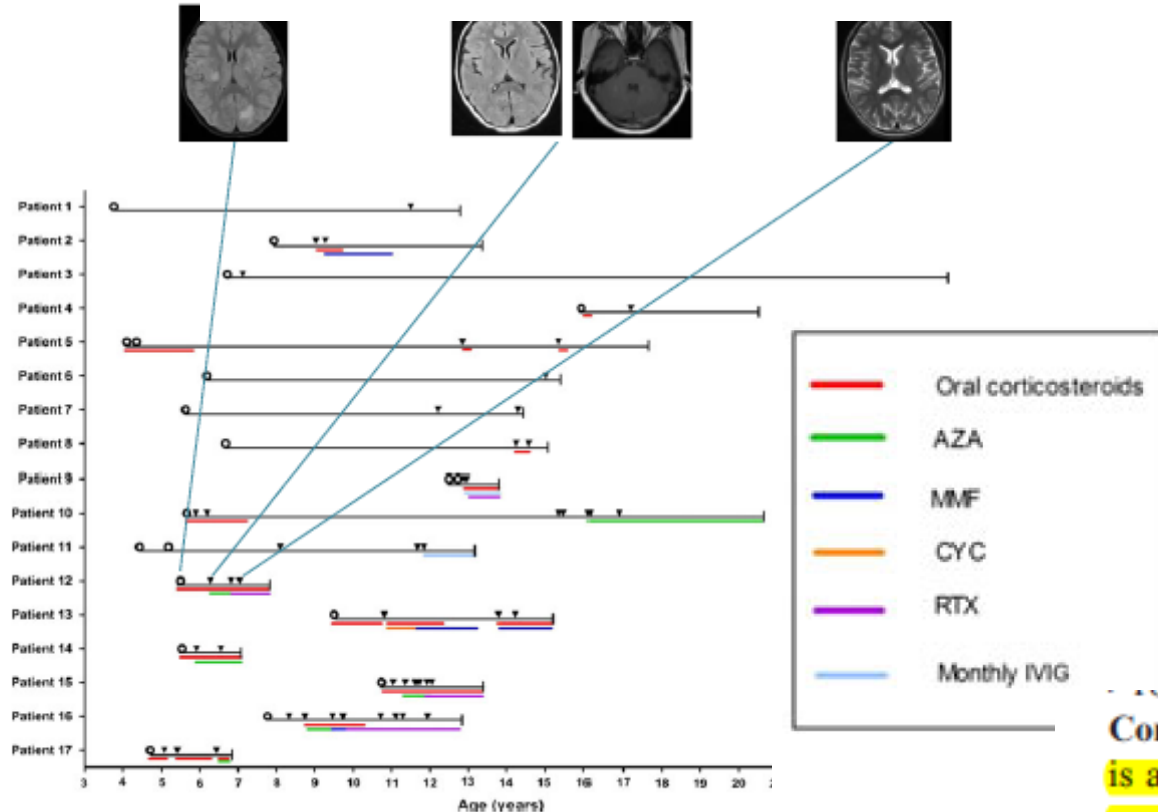 Patient 1
Patient 2
Patient 3
Patient 4
Patient 5
Patient 6
Patient 7
Patient 8
Patient 9
Patient 10
Patient 11
Patient 12
Patient 13
Patient 14
Patient 15
Patient 16
Patient 17
3 4 5 6 7 8 9 10 11 12 13 14 15 16 17 18 19 20
Age (years)
Oral corticosteroids
AZA
MMF
CYC
RTX
Monthly IVIG
Con
is a